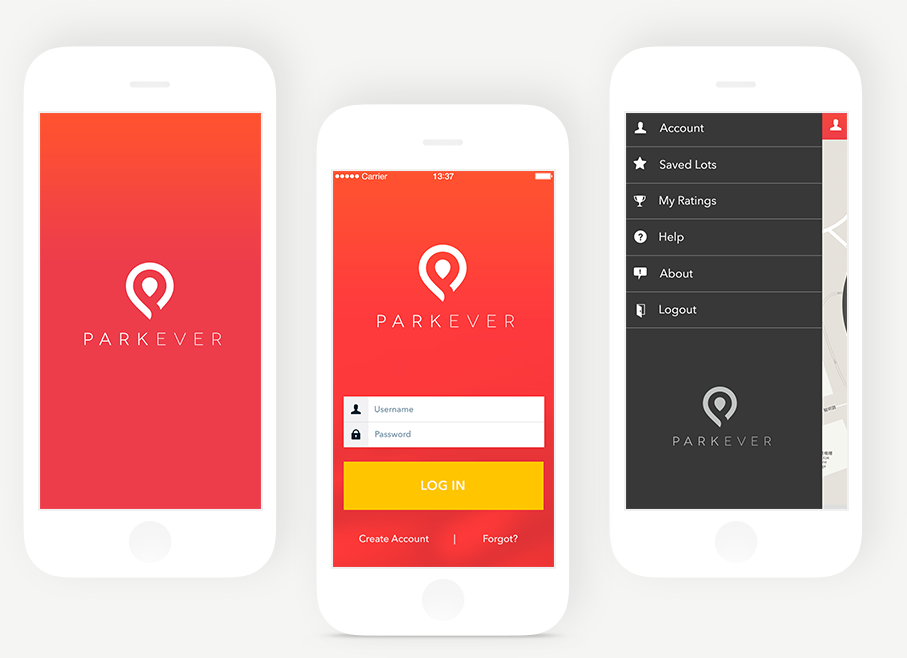 PARKEVER
Carrier 13:37
PARKEVER
Username
Password
LOG IN
Create Account | Forgot?
Account
Saved Lots
My Ratings
Help
About
Logout
PARKEVER